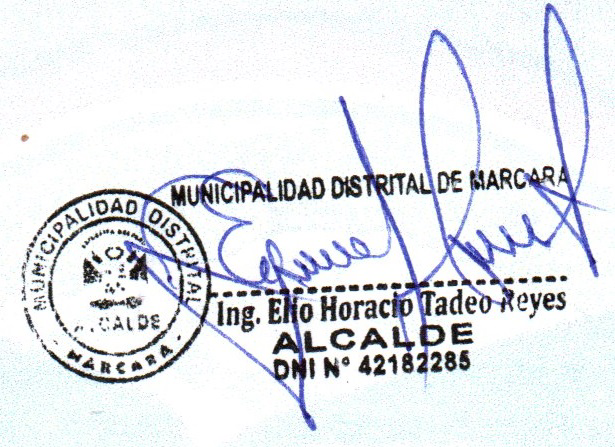 MUNICIPALIDAD DISTRITAL DE MARCARA
MUNICIPALIDAD DISTRITAL
ALCALDE
- MARCARA -
Ing. Elio Horacio Tadeo Reyes
ALCALDE
DNI N° 42182285